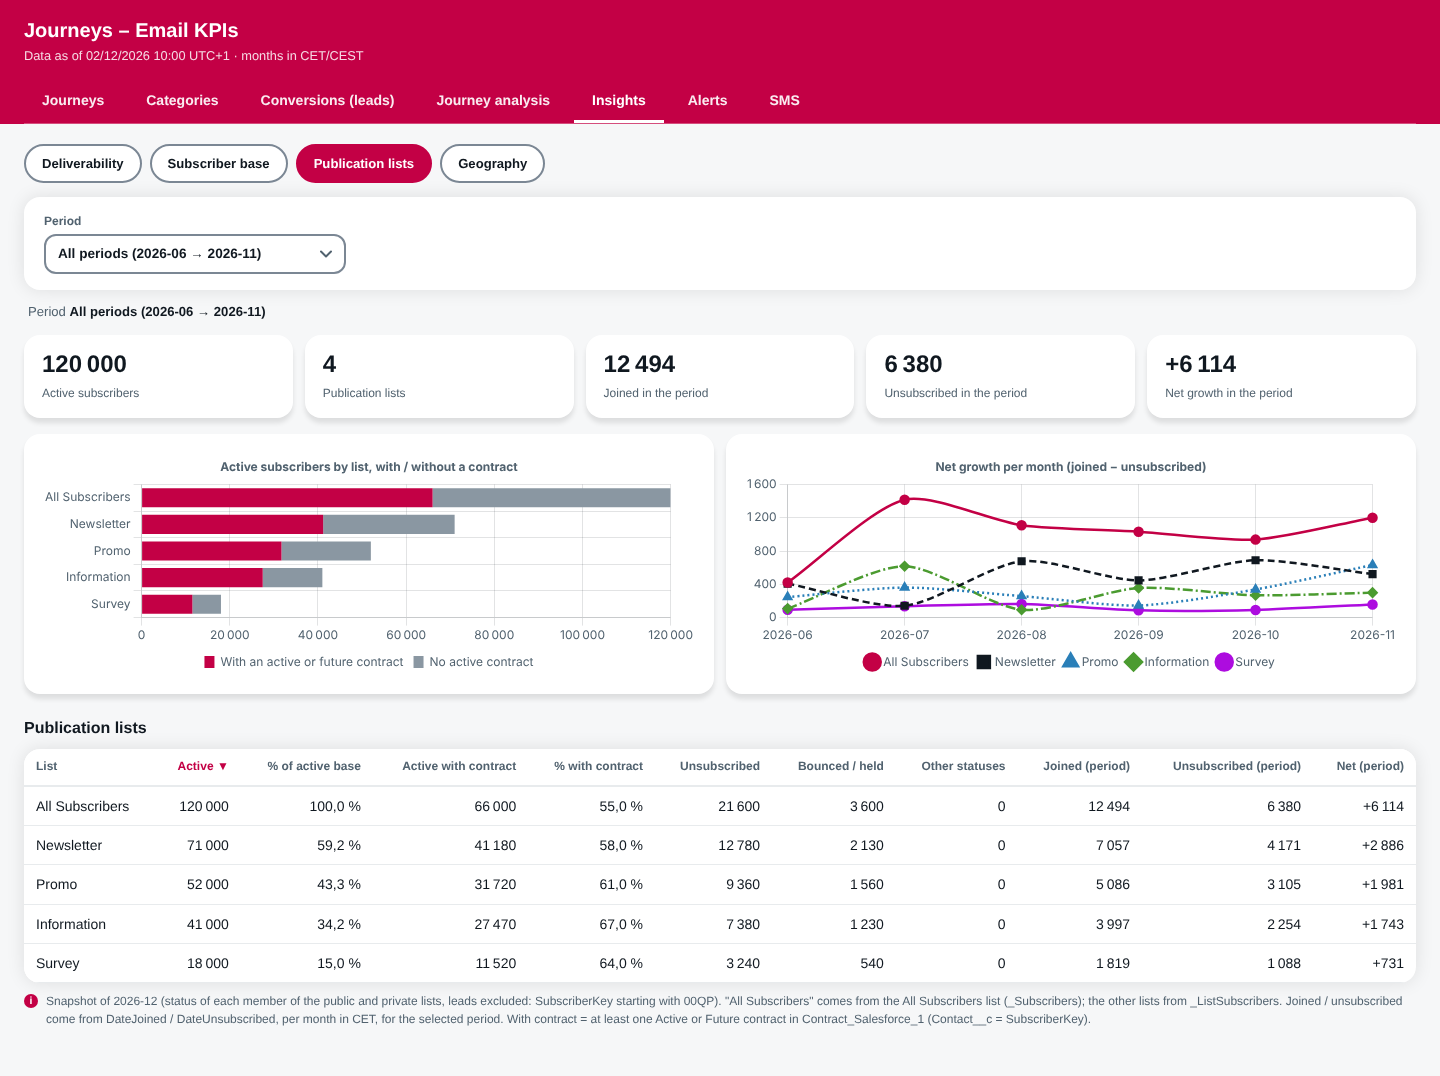 Journeys – Email KPIs
Data as of 02/12/2026 10:00 UTC+1 · months in CET/CEST
Journeys Categories Conversions (leads) Journey analysis Insights Alerts SMS
Deliverability Subscriber base Publication lists Geography
Period
All periods (2026-06 → 2026-11)
Period All periods (2026-06 → 2026-11)
120 000 4 12 494 6 380 +6 114
Active subscribers Publication lists Joined in the period Unsubscribed in the period Net growth in the period
Active subscribers by list, with / without a contract
All Subscribers
Newsletter
Promo
Information
Survey
0 20 000 40 000 60 000 80 000 100 000 120 000
With an active or future contract No active contract
Net growth per month (joined – unsubscribed)
1 600
1 200
800
400
0
2026-06 2026-07 2026-08 2026-09 2026-10 2026-11
All Subscribers Newsletter Promo Information Survey
Publication lists
List Active ▼ % of active base Active with contract % with contract Unsubscribed Bounced / held Other statuses Joined (period) Unsubscribed (period) Net (period)
All Subscribers 120 000 100,0 % 66 000 55,0 % 21 600 3 600 0 12 494 6 380 +6 114
Newsletter 71 000 59,2 % 41 180 58,0 % 12 780 2 130 0 7 057 4 171 +2 886
Promo 52 000 43,3 % 31 720 61,0 % 9 360 1 560 0 5 086 3 105 +1 981
Information 41 000 34,2 % 27 470 67,0 % 7 380 1 230 0 3 997 2 254 +1 743
Survey 18 000 15,0 % 11 520 64,0 % 3 240 540 0 1 819 1 088 +731
i Snapshot of 2026-12 (status of each member of the public and private lists, leads excluded: SubscriberKey starting with 00QP). "All Subscribers" comes from the All Subscribers list (_Subscribers); the other lists from _ListSubscribers. Joined / unsubscribed
come from DateJoined / DateUnsubscribed, per month in CET, for the selected period. With contract = at least one Active or Future contract in Contract_Salesforce_1 (Contact__c = SubscriberKey).